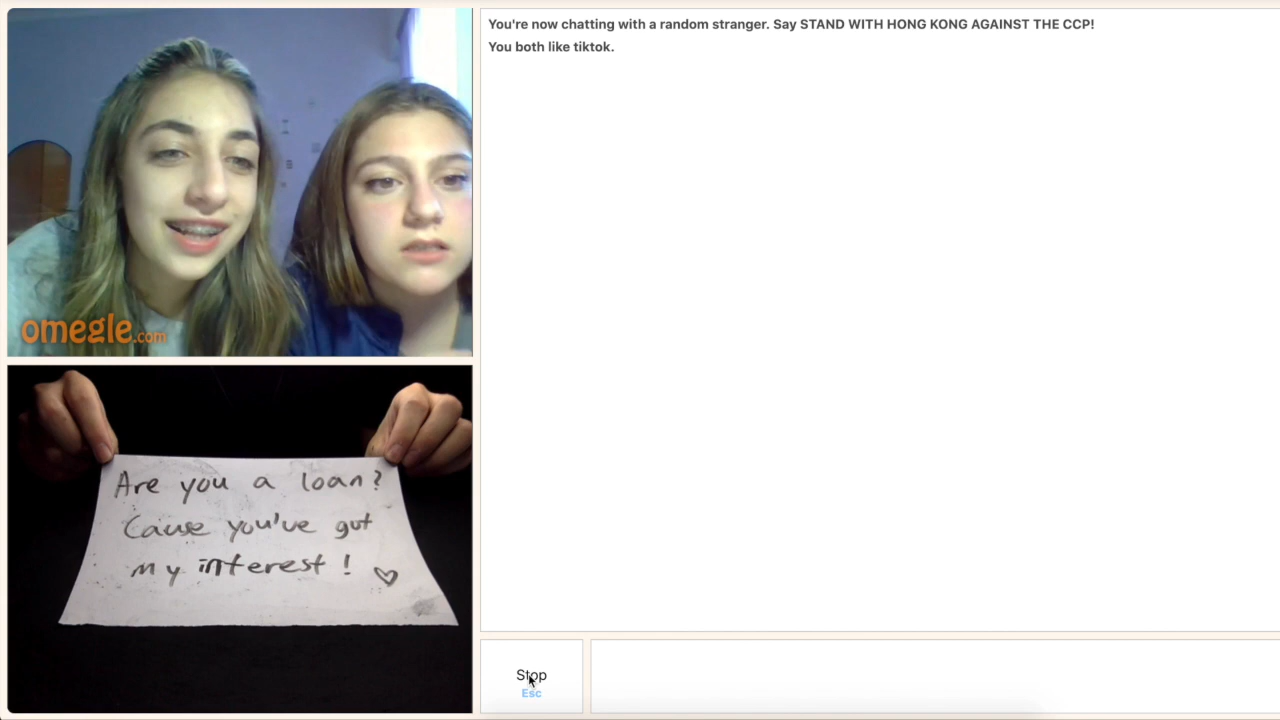 You're now chatting with a random stranger. Say STAND WITH HONG KONG AGAINST THE CCP!
You both like tiktok.
omegle.com
Are you a loan?
Cause you've got
my interest! ♡
Stop
Esc